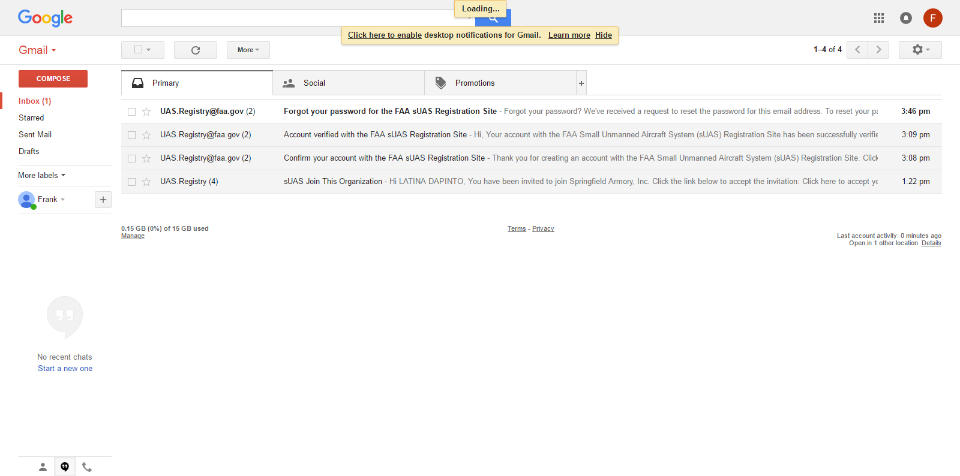 Loading...
Google
F
Click here to enable desktop notifications for Gmail. Learn more Hide
Gmail
More
1–4 of 4
COMPOSE
Primary
Social
Promotions
+
Inbox (1)
Starred
Sent Mail
Drafts
More labels
Frank
+
UAS.Registry@faa.gov (2) Forgot your password for the FAA sUAS Registration Site - Forgot your password? We've received a request to reset the password for this email address. To reset your pa 3:46 pm
UAS.Registry@faa.gov (2) Account verified with the FAA sUAS Registration Site - Hi, Your account with the FAA Small Unmanned Aircraft System (sUAS) Registration Site has been successfully verifie 3:09 pm
UAS.Registry@faa.gov (2) Confirm your account with the FAA sUAS Registration Site - Thank you for creating an account with the FAA Small Unmanned Aircraft System (sUAS) Registration Site. Click 3:08 pm
UAS.Registry (4) sUAS Join This Organization - Hi LATINA DAPINTO, You have been invited to join Springfield Armory, Inc. Click the link below to accept the invitation: Click here to accept yo 1:22 pm
0.15 GB (0%) of 15 GB used
Manage
Terms - Privacy
Last account activity: 0 minutes ago
Open in 1 other location Details
No recent chats
Start a new one